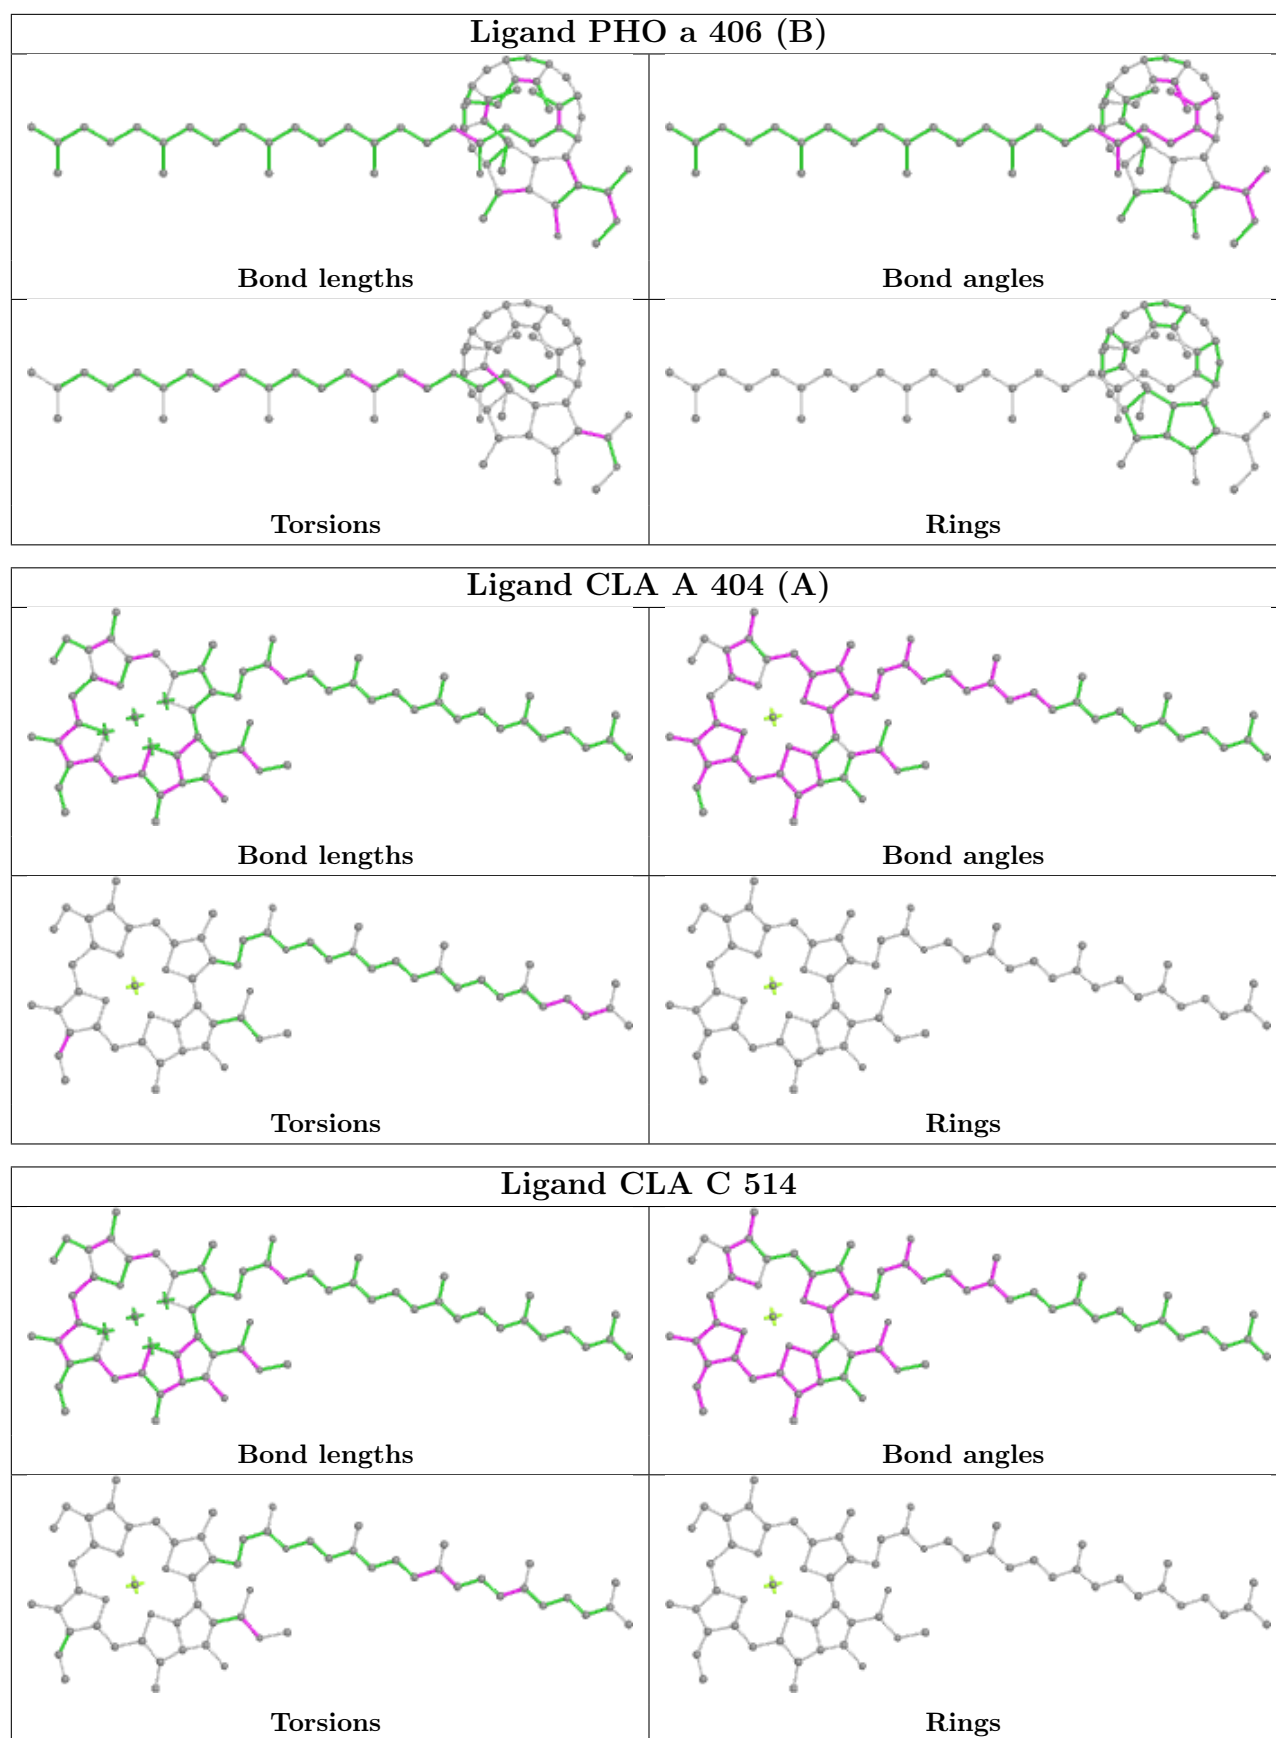 Ligand PHO a 406 (B)
Bond lengths
Bond angles
Torsions
Rings
Ligand CLA A 404 (A)
Bond lengths
Bond angles
Torsions
Rings
Ligand CLA C 514
Bond lengths
Bond angles
Torsions
Rings